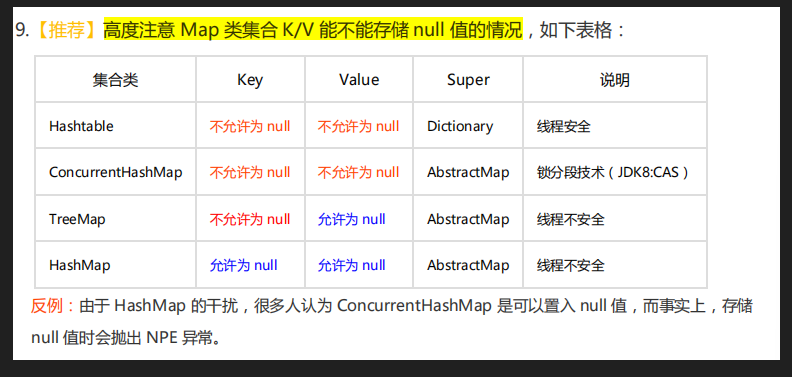 9.【推荐】高度注意 Map 类集合 K/V 能不能存储 null 值的情况，如下表格：
集合类 Key Value Super 说明
Hashtable 不允许为 null 不允许为 null Dictionary 线程安全
ConcurrentHashMap 不允许为 null 不允许为 null AbstractMap 锁分段技术（JDK8:CAS）
TreeMap 不允许为 null 允许为 null AbstractMap 线程不安全
HashMap 允许为 null 允许为 null AbstractMap 线程不安全
反例：由于 HashMap 的干扰，很多人认为 ConcurrentHashMap 是可以置入 null 值，而事实上，存储
null 值时会抛出 NPE 异常。